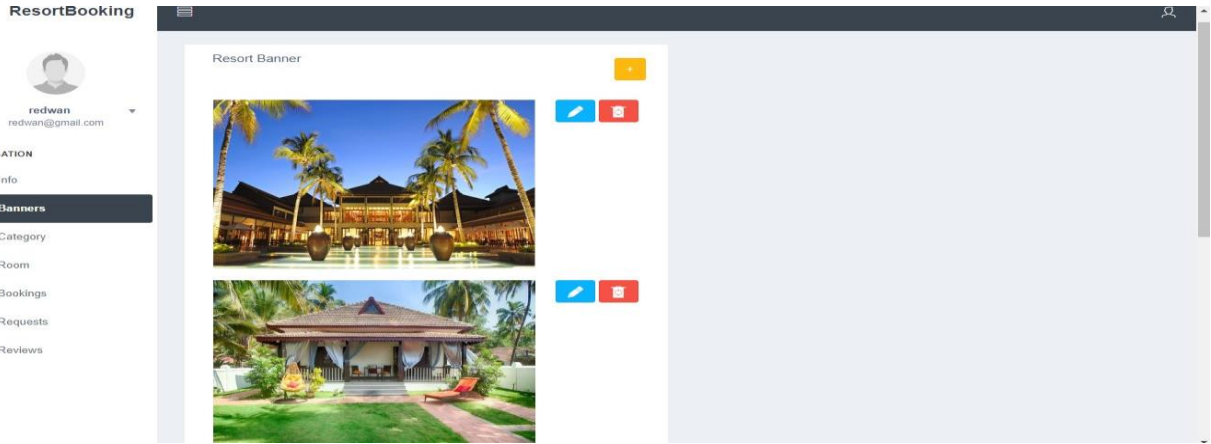 ResortBooking
redwan
redwan@gmail.com
ATION
Info
Banners
Category
Room
Bookings
Requests
Reviews
Resort Banner
+